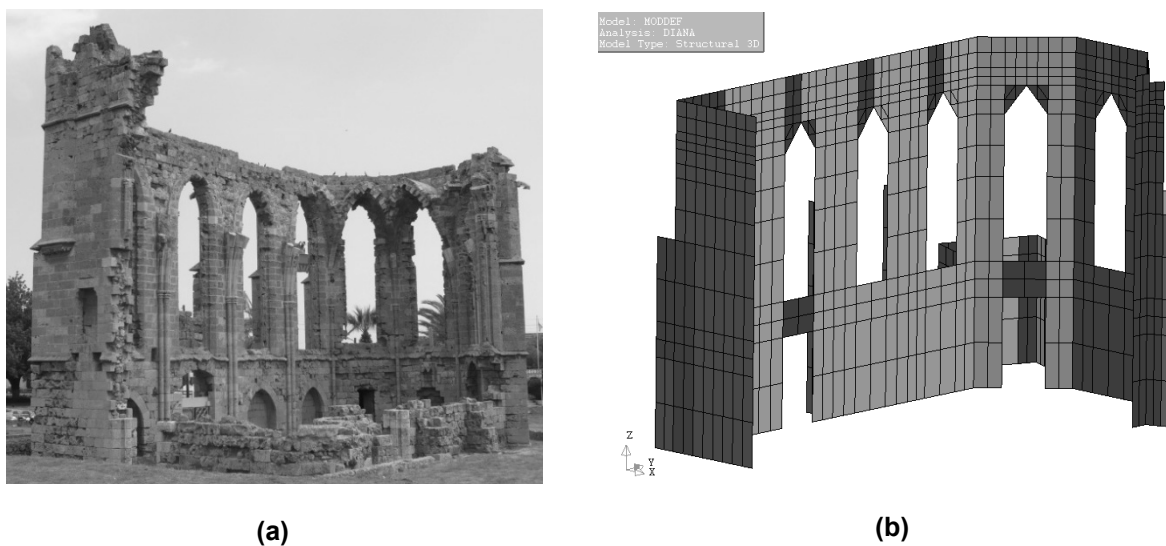 Model: MODDEF
Analysis: DIANA
Model Type: Structural 3D
Z
Y
X
(a)
(b)